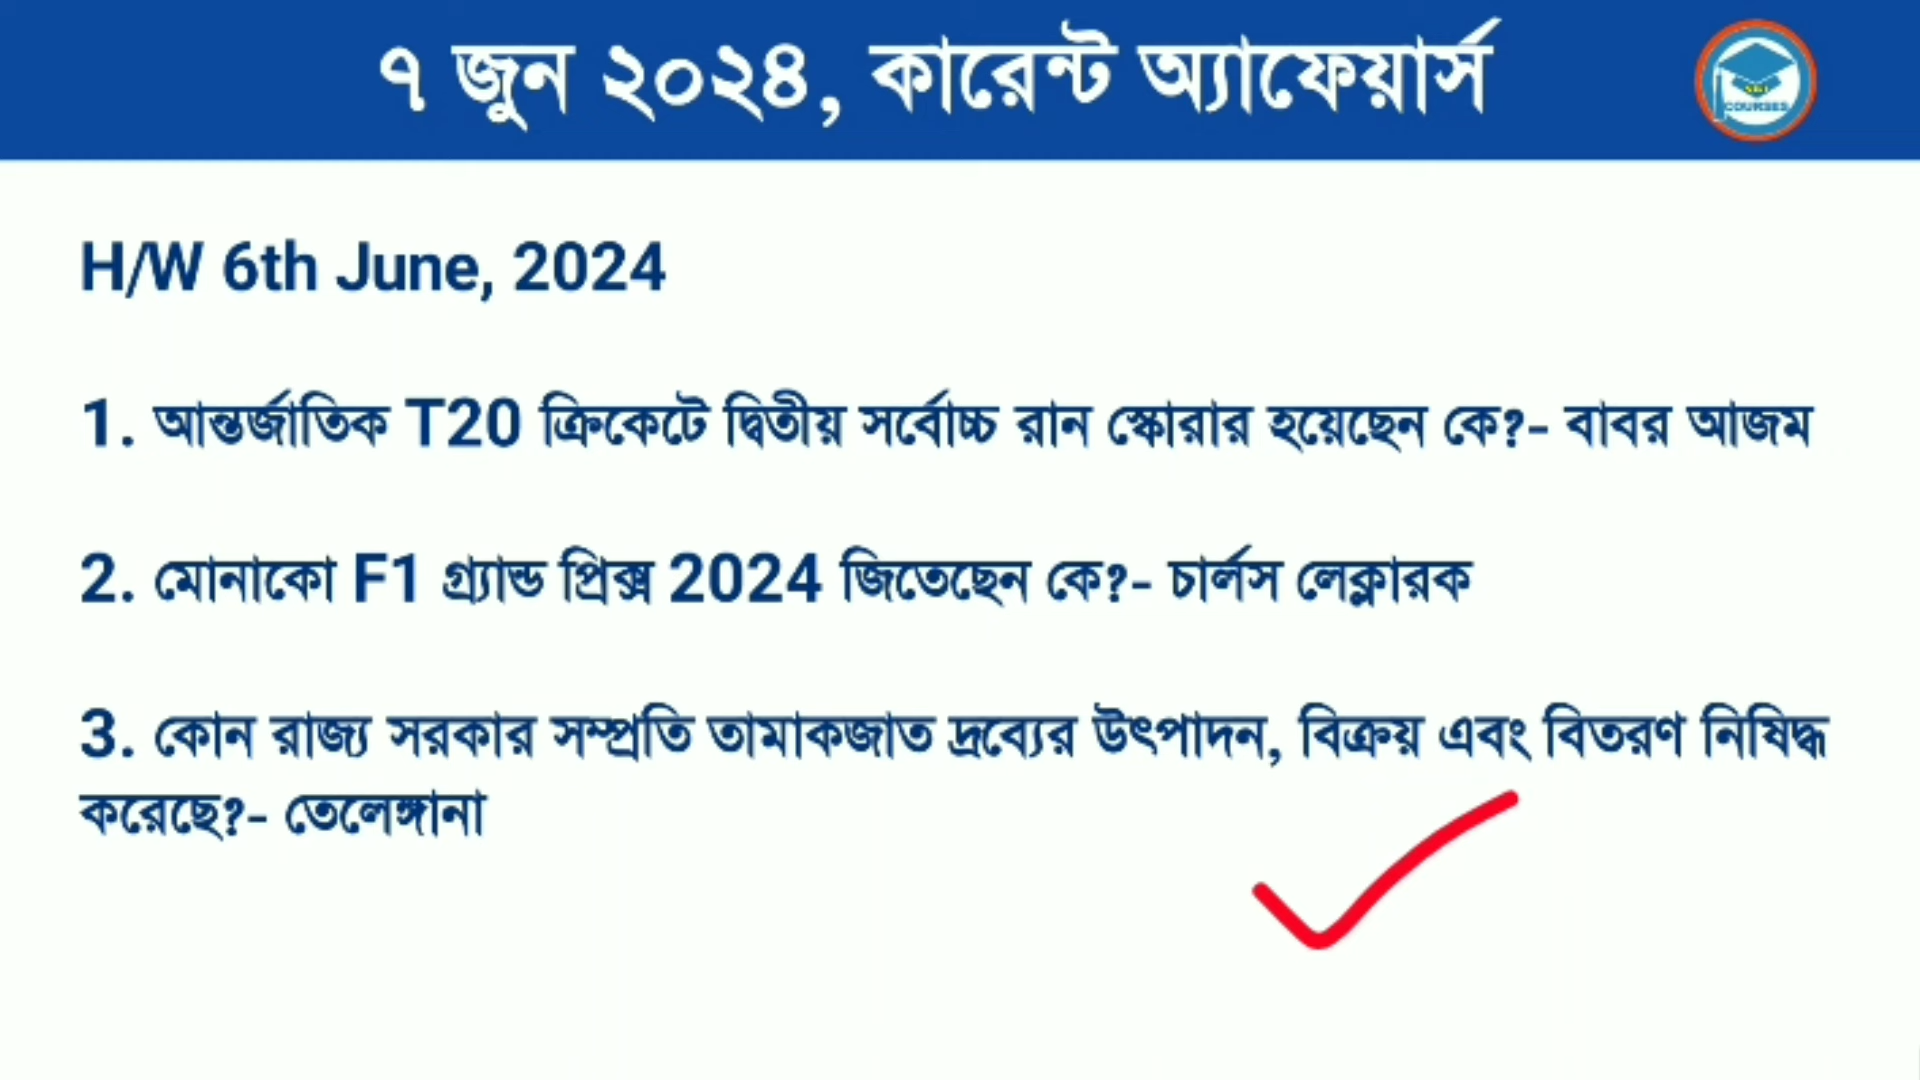 ৭ জুন ২০২৪, কারেন্ট অ্যাফেয়ার্স
COURSES
H/W 6th June, 2024
1. আন্তর্জাতিক T20 ক্রিকেটে দ্বিতীয় সর্বোচ্চ রান স্কোরার হয়েছেন কে?- বাবর আজম
2. মোনাকো F1 গ্র্যান্ড প্রিক্স 2024 জিতেছেন কে?- চার্লস লেক্লারক
3. কোন রাজ্য সরকার সম্প্রতি তামাকজাত দ্রব্যের উৎপাদন, বিক্রয় এবং বিতরণ নিষিদ্ধ
করেছে?- তেলেঙ্গানা